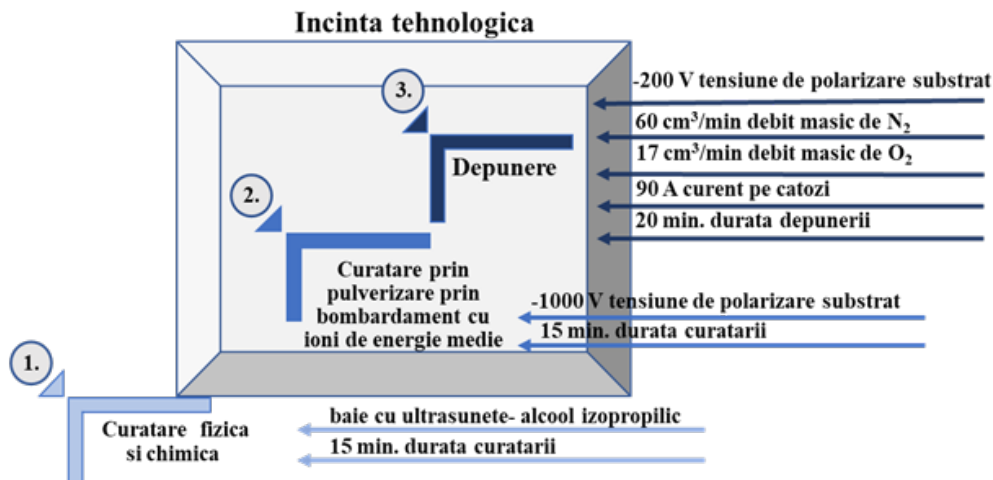 Incinta tehnologica
3.
-200 V tensiune de polarizare substrat
60 cm³/min debit masic de N₂
17 cm³/min debit masic de O₂
90 A curent pe catozi
20 min. durata depunerii
Depunere
2.
Curatare prin
pulverizare prin
bombardament cu
ioni de energie medie
-1000 V tensiune de polarizare substrat
15 min. durata curatarii
1.
Curatare fizica
si chimica
baie cu ultrasunete- alcool izopropilic
15 min. durata curatarii